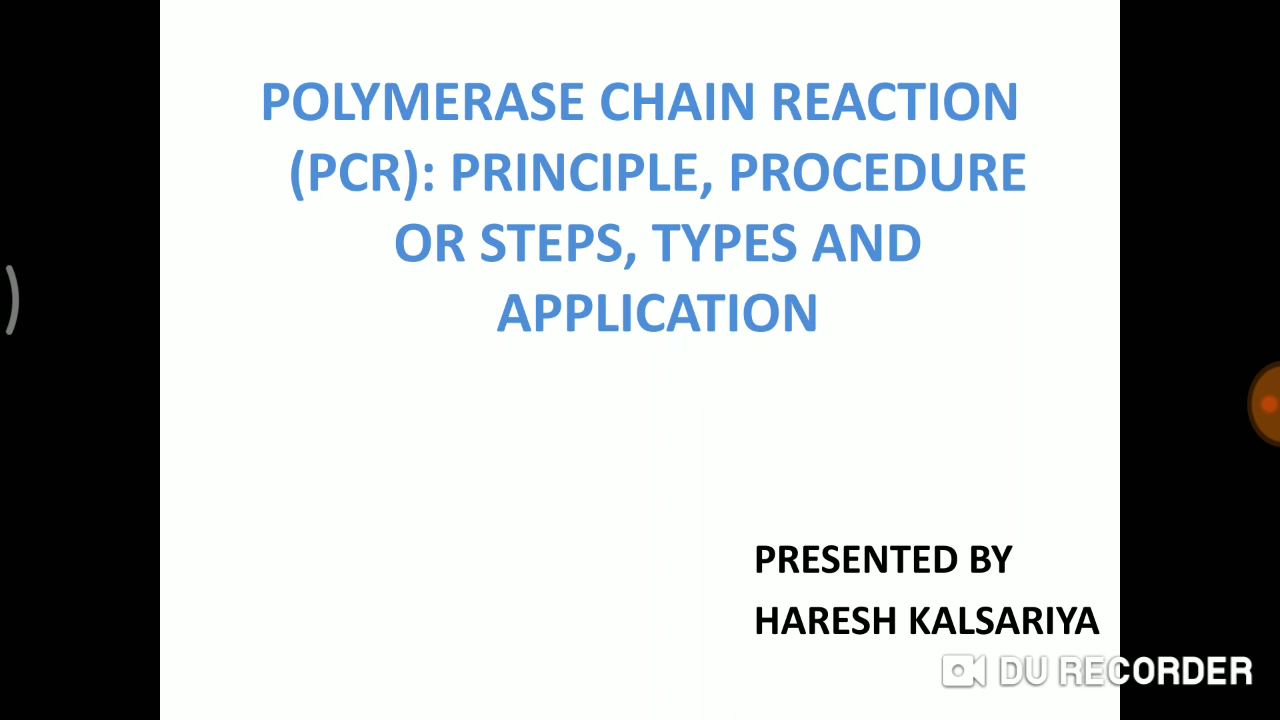 POLYMERASE CHAIN REACTION
(PCR): PRINCIPLE, PROCEDURE
OR STEPS, TYPES AND
APPLICATION
PRESENTED BY
HARESH KALSARIYA
DU RECORDER